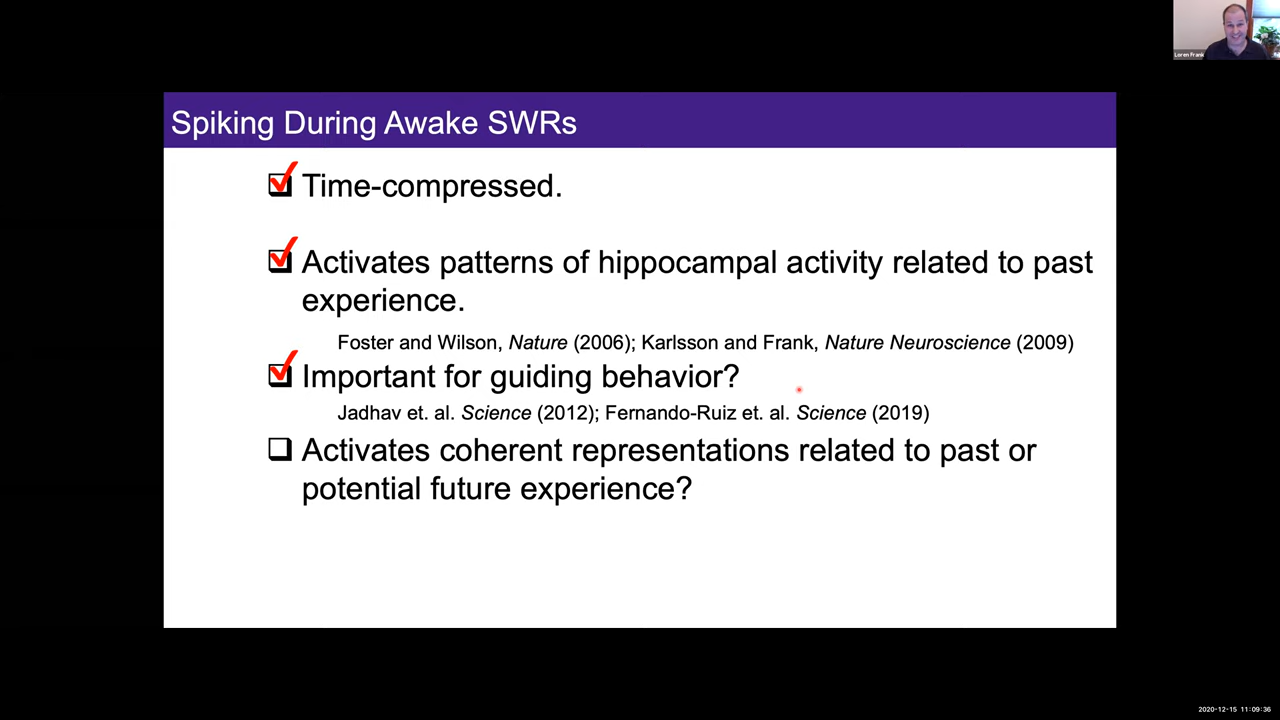 Loren Frank
Spiking During Awake SWRs
Time-compressed.
Activates patterns of hippocampal activity related to past
experience.
Foster and Wilson, Nature (2006); Karlsson and Frank, Nature Neuroscience (2009)
Important for guiding behavior?
Jadhav et. al. Science (2012); Fernando-Ruiz et. al. Science (2019)
Activates coherent representations related to past or
potential future experience?
2020-12-15 11:09:36